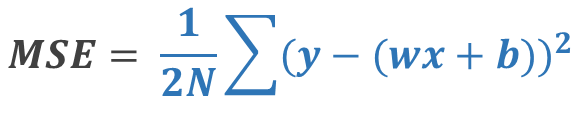 MSE = 1/2N ∑(y − (wx + b))²